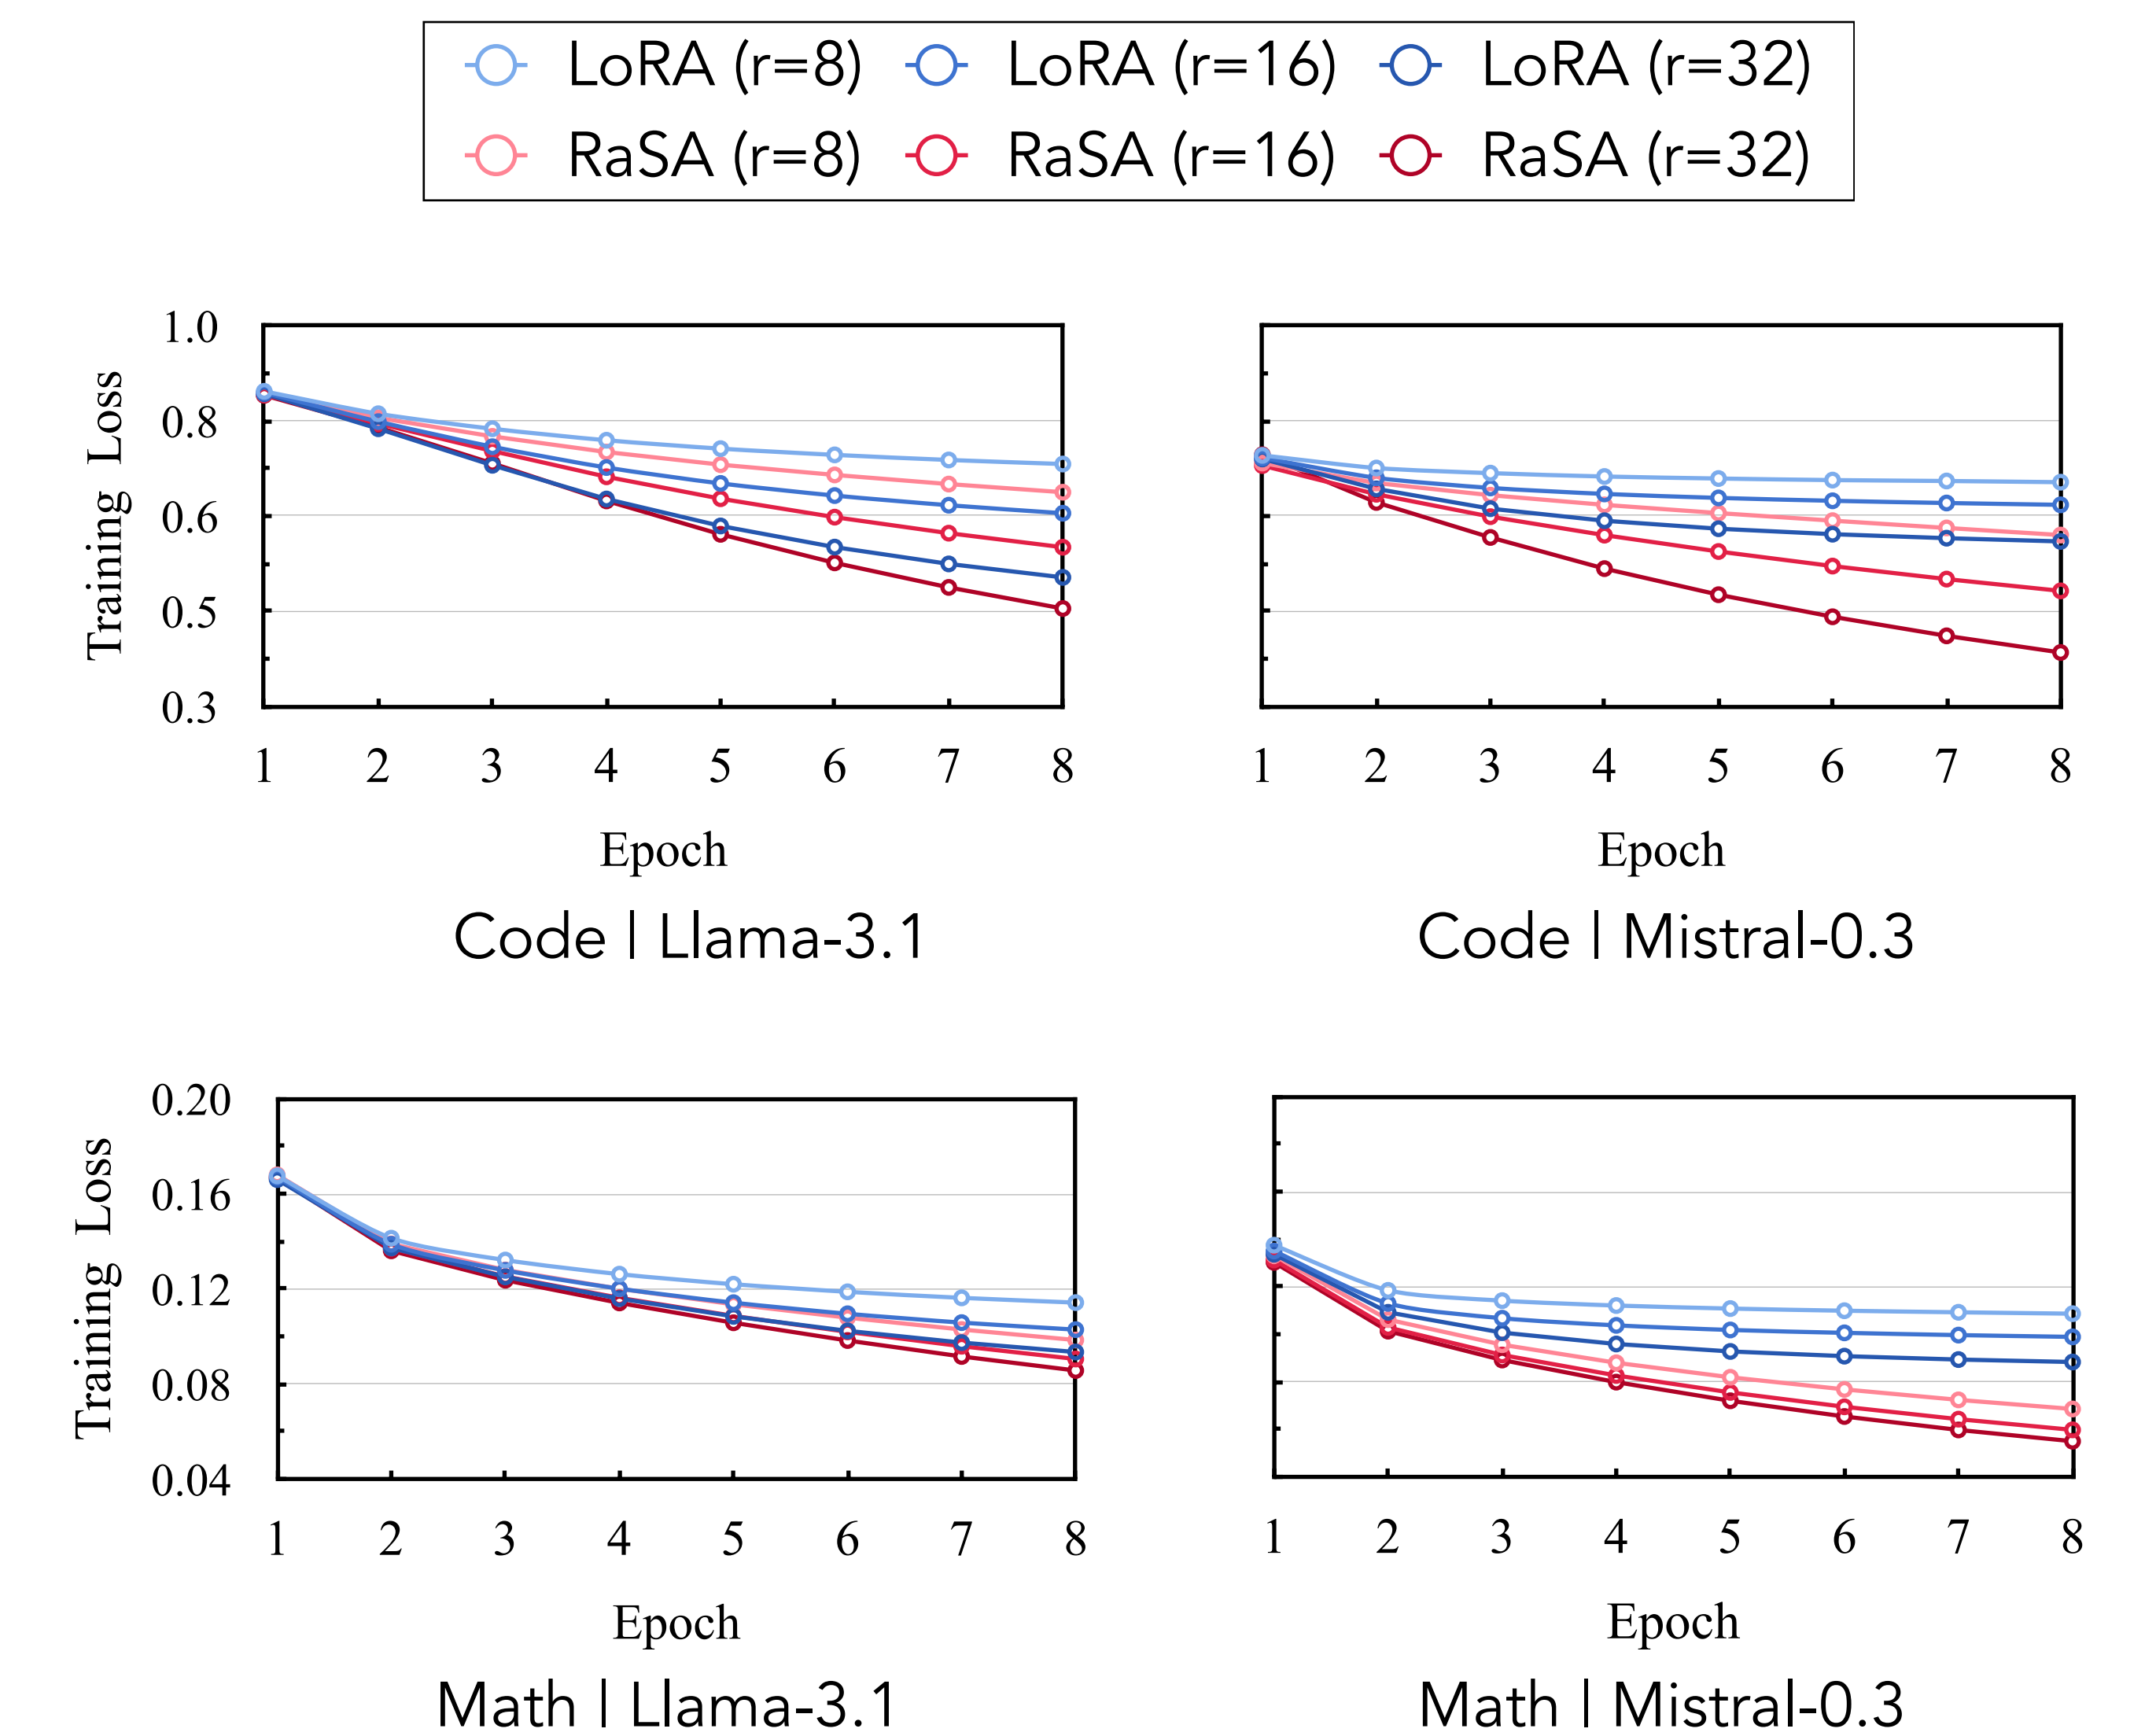 LoRA (r=8) LoRA (r=16) LoRA (r=32)
RaSA (r=8) RaSA (r=16) RaSA (r=32)
Training Loss
1.0
0.8
0.6
0.5
0.3
1 2 3 4 5 6 7 8
Epoch
Code | Llama-3.1
1 2 3 4 5 6 7 8
Epoch
Code | Mistral-0.3
Training Loss
0.20
0.16
0.12
0.08
0.04
1 2 3 4 5 6 7 8
Epoch
Math | Llama-3.1
1 2 3 4 5 6 7 8
Epoch
Math | Mistral-0.3